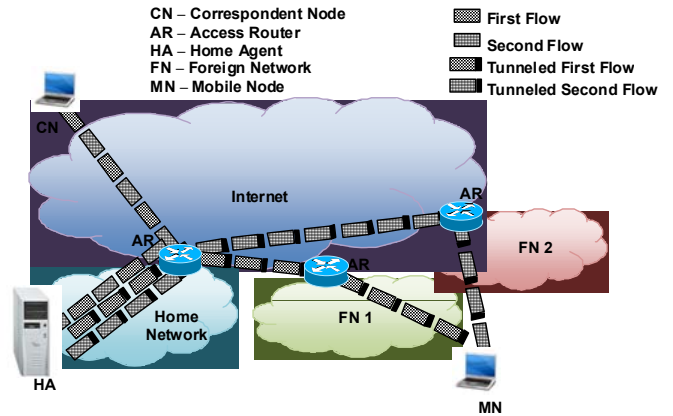 CN – Correspondent Node
AR – Access Router
HA – Home Agent
FN – Foreign Network
MN – Mobile Node
First Flow
Second Flow
Tunneled First Flow
Tunneled Second Flow
CN
Internet
AR
AR
FN 2
AR
Home
Network
FN 1
HA
MN